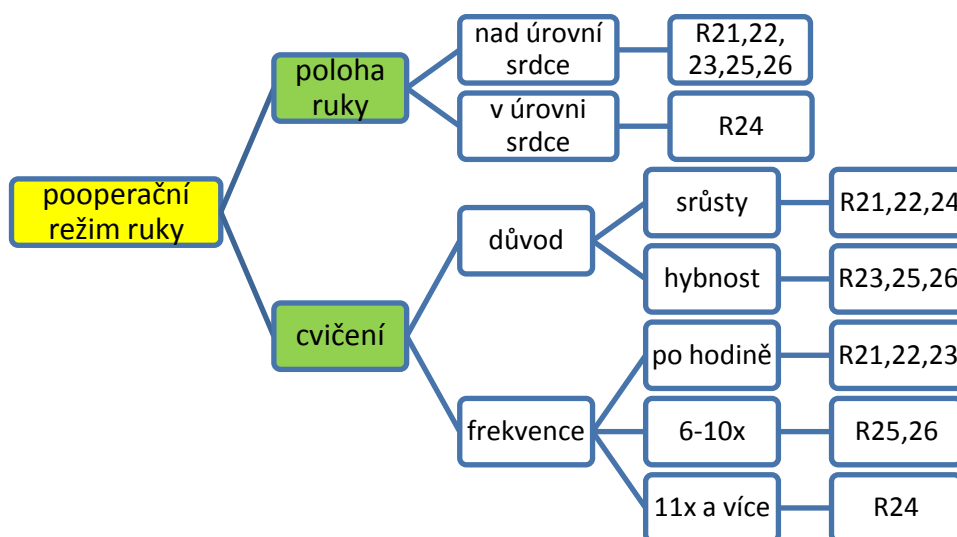 pooperační
režim ruky
poloha
ruky
nad úrovní
srdce
R21,22,
23,25,26
v úrovni
srdce
R24
cvičení
důvod
srůsty
R21,22,24
hybnost
R23,25,26
frekvence
po hodině
R21,22,23
6-10x
R25,26
11x a více
R24